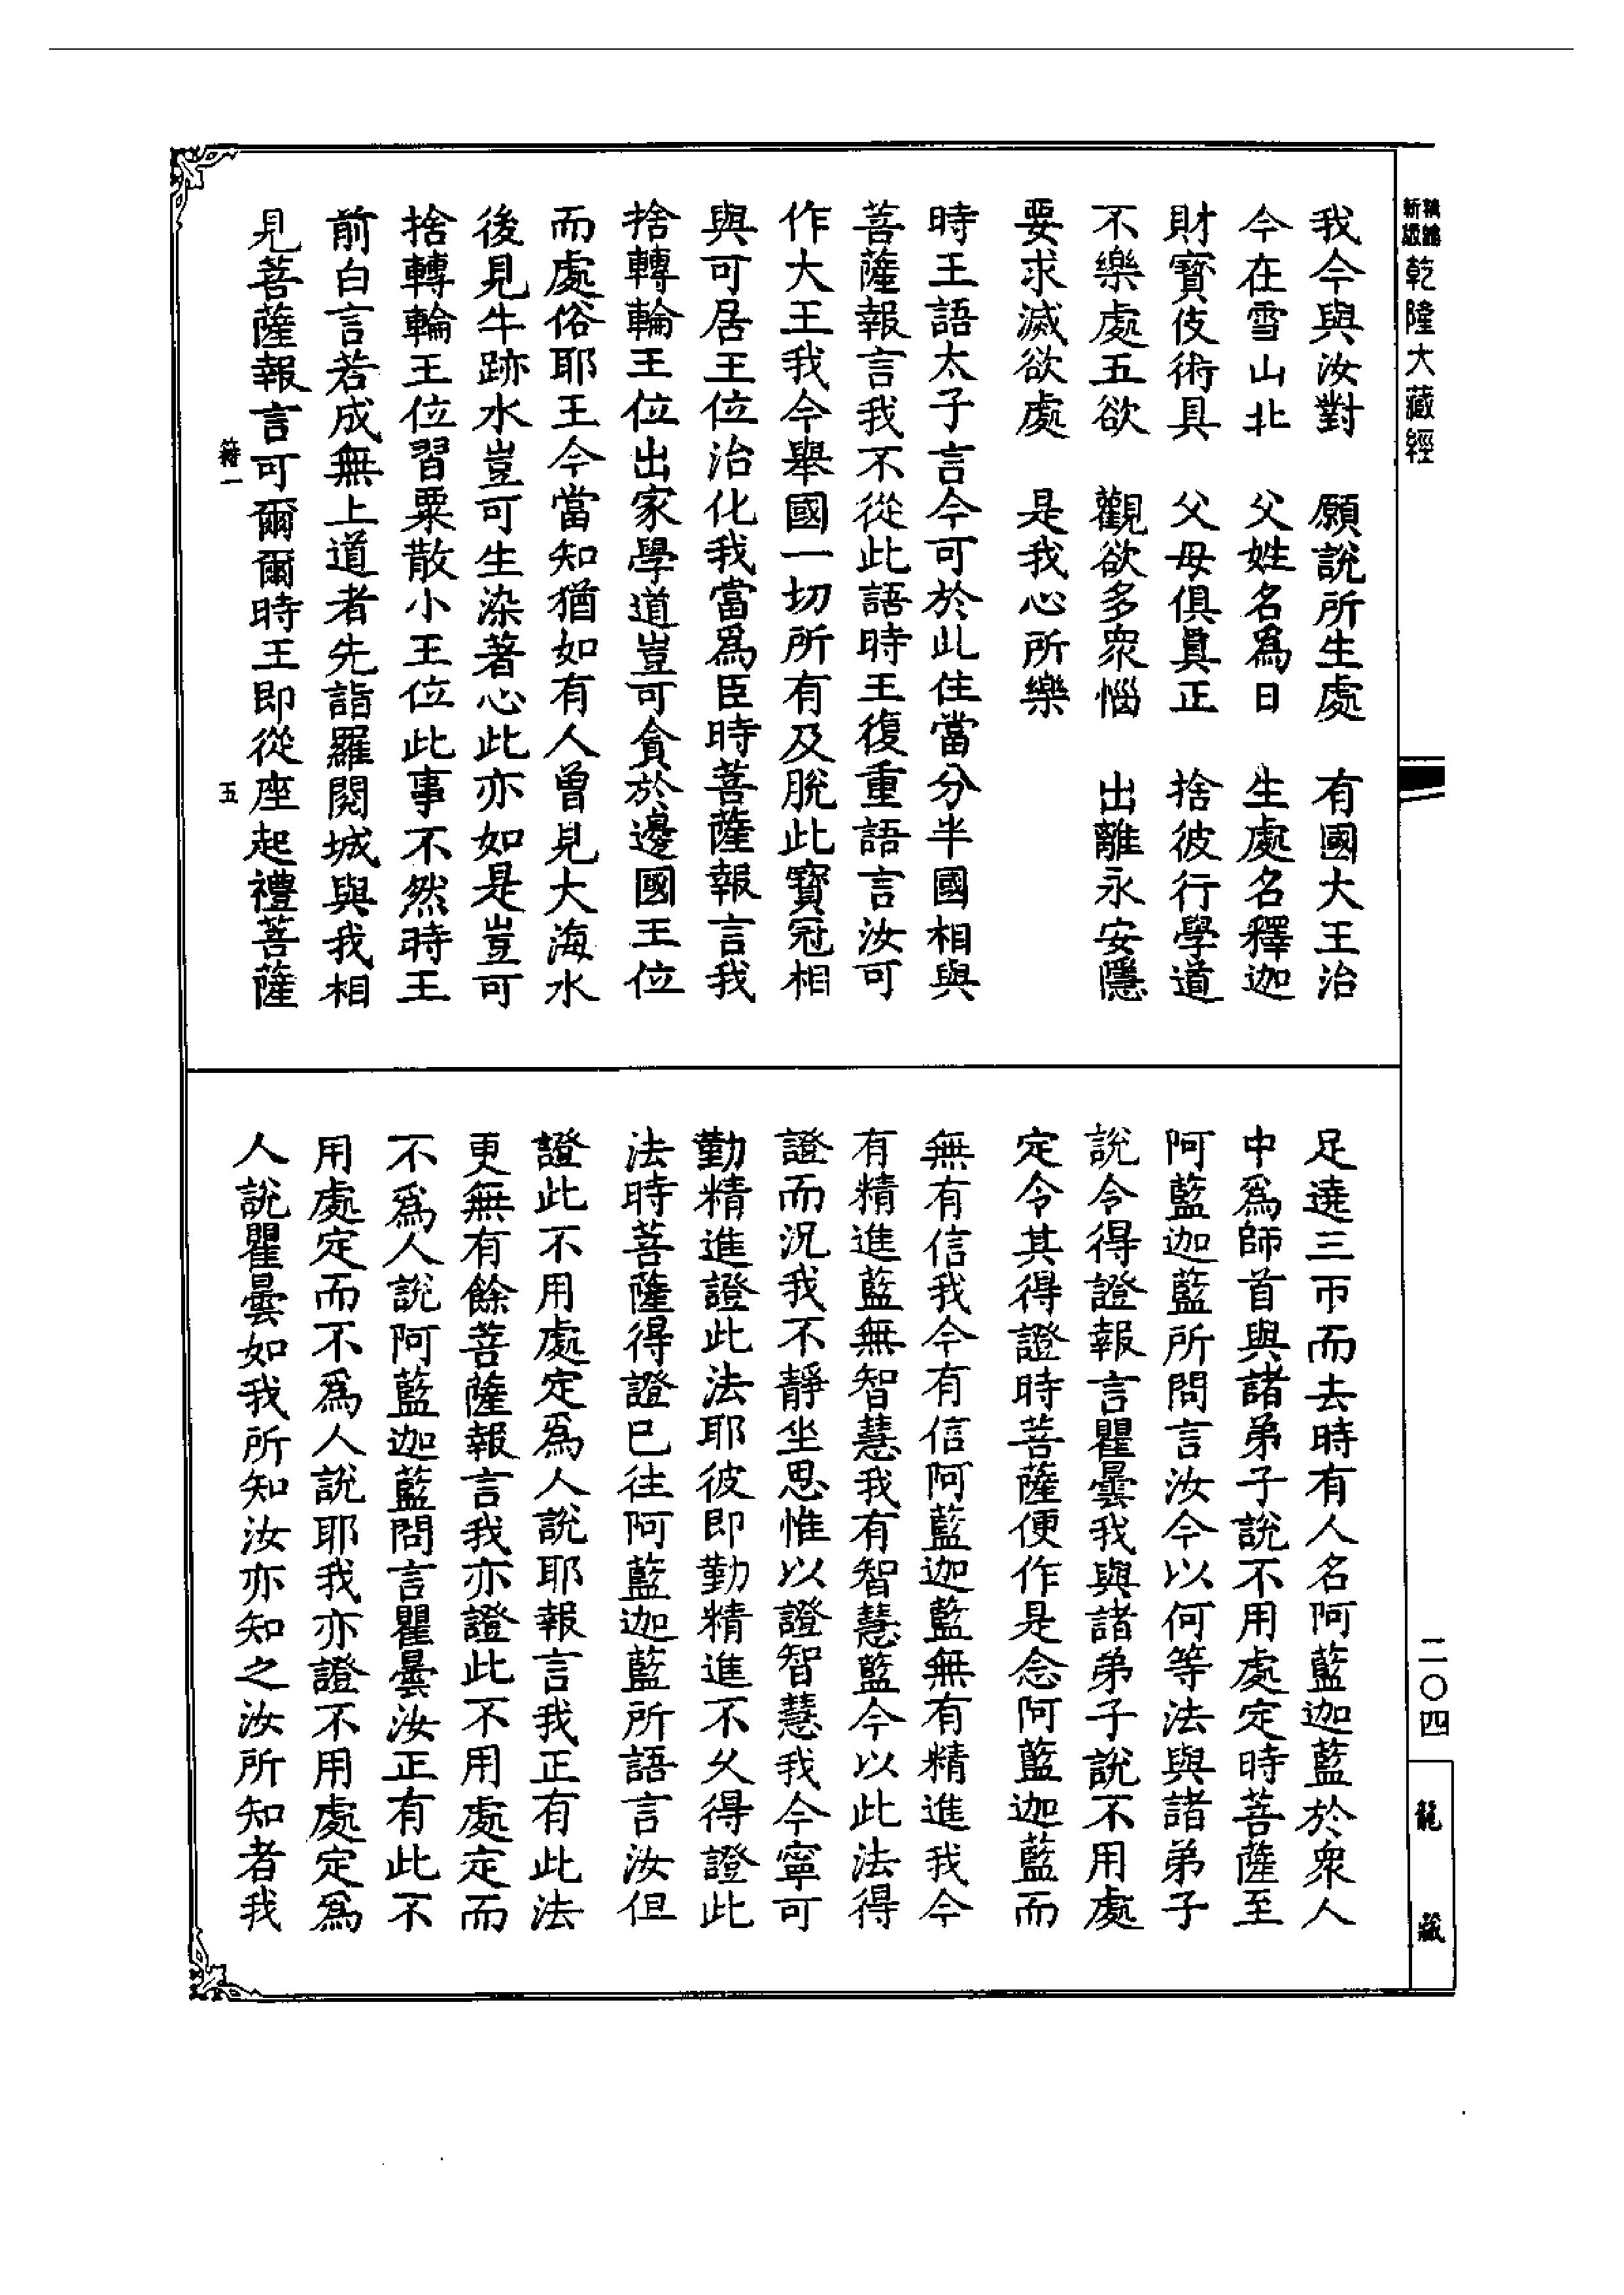 乾隆大藏經
我今與汝對　願說所生處　有國大王治
今在雪山北　父姓名爲日　生處名釋迦
財寶伎術具　父母俱真正　捨彼行學道
不樂處五欲　觀欲多衆惱　出離永安隱
要求滅欲處　是我心所樂
時王語太子言今可於此住當分半國相與
菩薩報言我不從此語時王復重語言汝可
作大王我今舉國一切所有及脫此寶冠相
與可居王位治化我當爲臣時菩薩報言我
捨轉輪王位出家學道豈可貪於邊國王位
而處俗耶王今當知猶如有人曾見大海水
後見牛跡水豈可生染著心此亦如是豈可
捨轉輪王位習粟散小王位此事不然時王
前白言若成無上道者先詣羅閱城與我相
見菩薩報言可爾爾時王即從座起禮菩薩
符一　五
足遶三帀而去時有人名阿藍迦藍於衆人
中爲師首與諸弟子說不用處定時菩薩至
阿藍迦藍所問言汝今以何等法與諸弟子
說令得證報言瞿曇我與諸弟子說不用處
定令其得證時菩薩便作是念阿藍迦藍而
無有信我今有信阿藍迦藍無有精進我今
有精進藍無智慧我有智慧藍今以此法得
證而況我不靜坐思惟以證智慧我今寧可
勤精進證此法耶彼即勤精進不久得證此
法時菩薩得證已往阿藍迦藍所語言汝但
證此不用處定爲人說耶報言我正有此法
更無有餘菩薩報言我亦證此不用處定而
不爲人說阿藍迦藍問言瞿曇汝正有此不
用處定而不爲人說耶我亦證不用處定爲
人說瞿曇如我所知汝亦知之汝所知者我
二〇四
龍藏